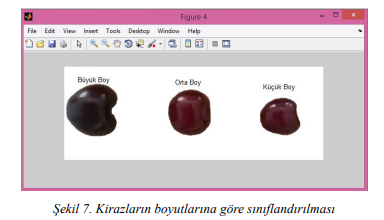 Figure 4
File Edit View Insert Tools Desktop Window Help
Büyük Boy
Orta Boy
Küçük Boy
Şekil 7. Kirazların boyutlarına göre sınıflandırılması